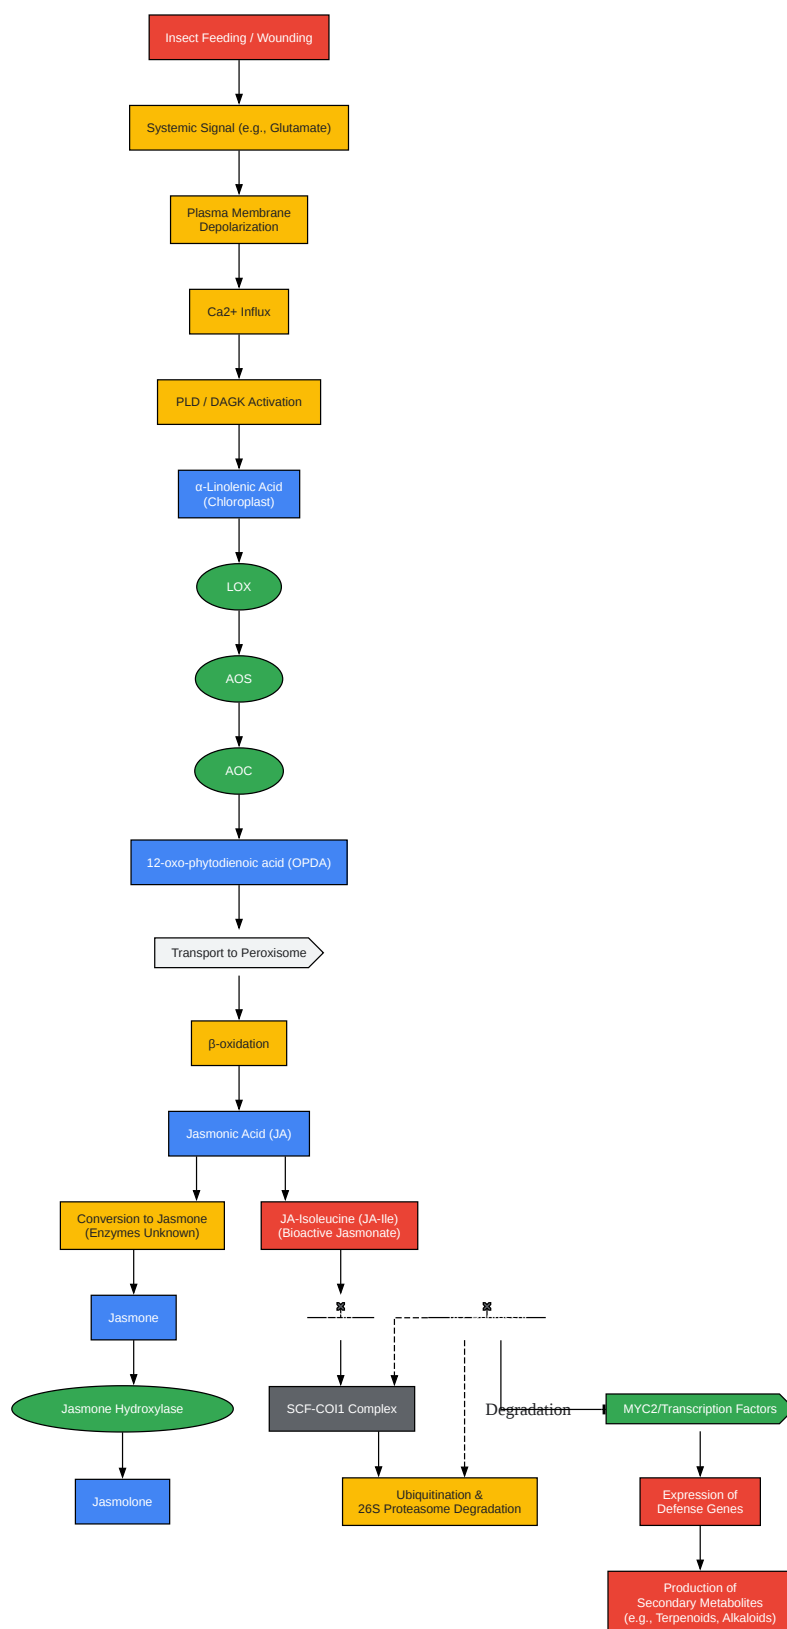 Insect Feeding / Wounding
Systemic Signal (e.g., Glutamate)
Plasma Membrane
Depolarization
Ca2+ Influx
PLD / DAGK Activation
α-Linolenic Acid
(Chloroplast)
LOX
AOS
AOC
12-oxo-phytodienoic acid (OPDA)
Transport to Peroxisome
β-oxidation
Jasmonic Acid (JA)
Conversion to Jasmone
(Enzymes Unknown)
JA-Isoleucine (JA-Ile)
(Bioactive Jasmonate)
Jasmone
Jasmone Hydroxylase
SCF-COI1 Complex
Degradation
MYC2/Transcription Factors
Jasmolone
Ubiquitination &
26S Proteasome Degradation
Expression of
Defense Genes
Production of
Secondary Metabolites
(e.g., Terpenoids, Alkaloids)